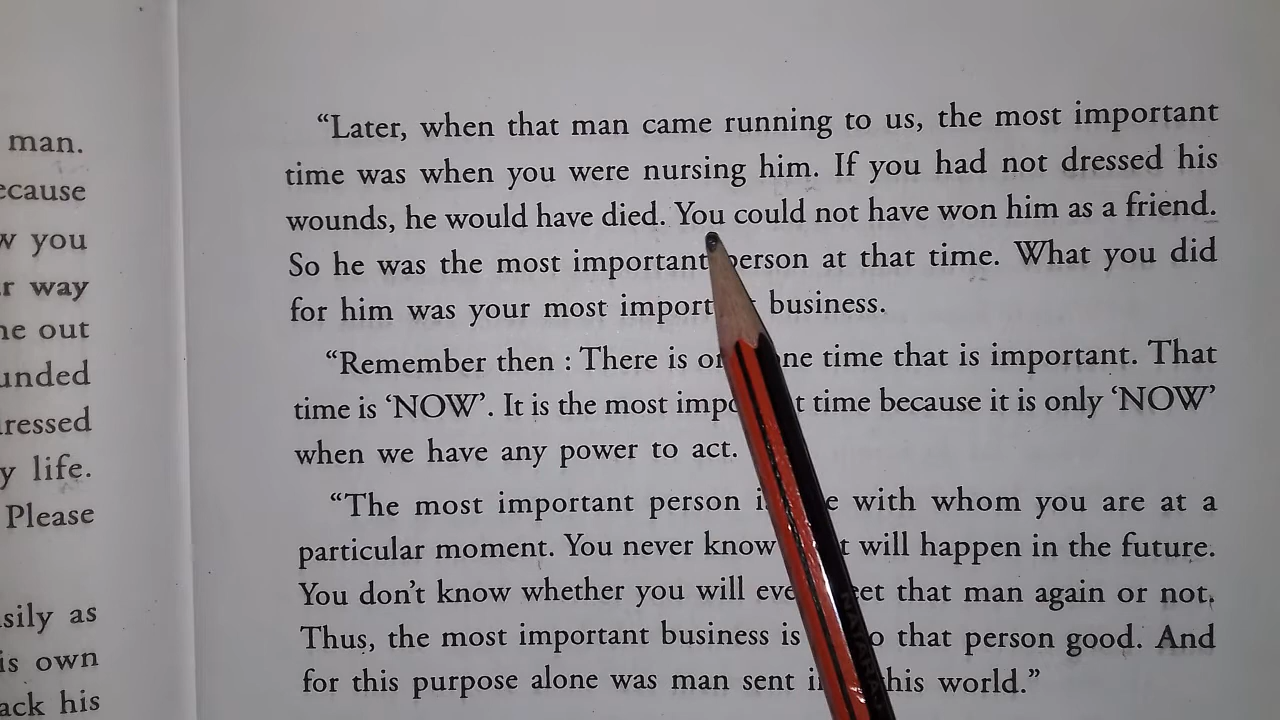 man.
ecause
w you
r way
ne out
unded
ressed
y life.
Please
sily as
is own
ack his
“Later, when that man came running to us, the most important
time was when you were nursing him. If you had not dressed his
wounds, he would have died. You could not have won him as a friend.
So he was the most important person at that time. What you did
for him was your most import business.
“Remember then : There is on ne time that is important. That
time is ‘NOW’. It is the most impo t time because it is only ‘NOW’
when we have any power to act.
“The most important person i e with whom you are at a
particular moment. You never know t will happen in the future.
You don’t know whether you will eve eet that man again or not.
Thus, the most important business is o that person good. And
for this purpose alone was man sent i his world.”
NATARAJ